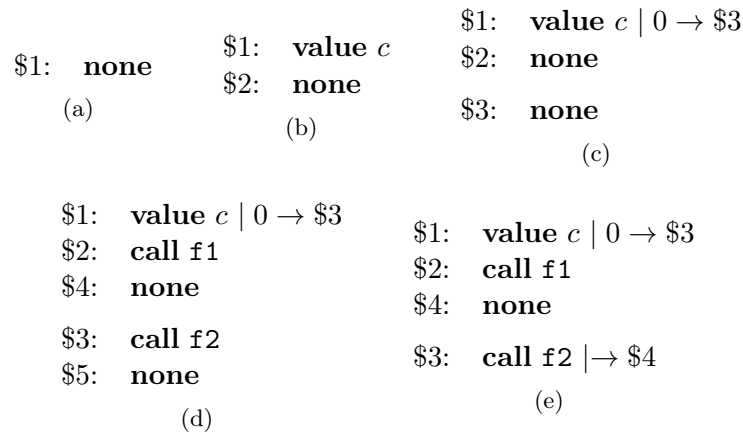 $1: none
(a)
$1: value c
$2: none
(b)
$1: value c | 0 → $3
$2: none
$3: none
(c)
$1: value c | 0 → $3
$2: call f1
$4: none
$3: call f2
$5: none
(d)
$1: value c | 0 → $3
$2: call f1
$4: none
$3: call f2 |→ $4
(e)